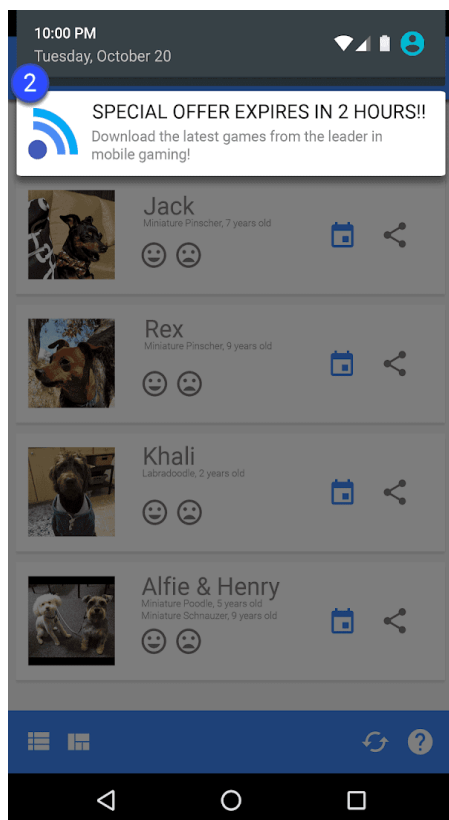 10:00 PM
Tuesday, October 20
2
SPECIAL OFFER EXPIRES IN 2 HOURS!!
Download the latest games from the leader in
mobile gaming!
Jack
Miniature Pinscher, 7 years old
Rex
Miniature Pinscher, 9 years old
Khali
Labradoodle, 2 years old
Alfie & Henry
Miniature Poodle, 5 years old
Miniature Schnauzer, 9 years old
?